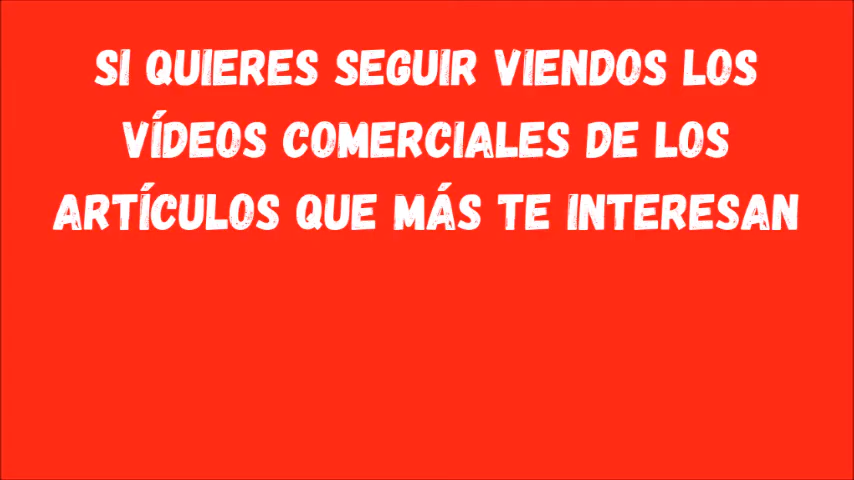 SI QUIERES SEGUIR VIENDOS LOS
VÍDEOS COMERCIALES DE LOS
ARTÍCULOS QUE MÁS TE INTERESAN